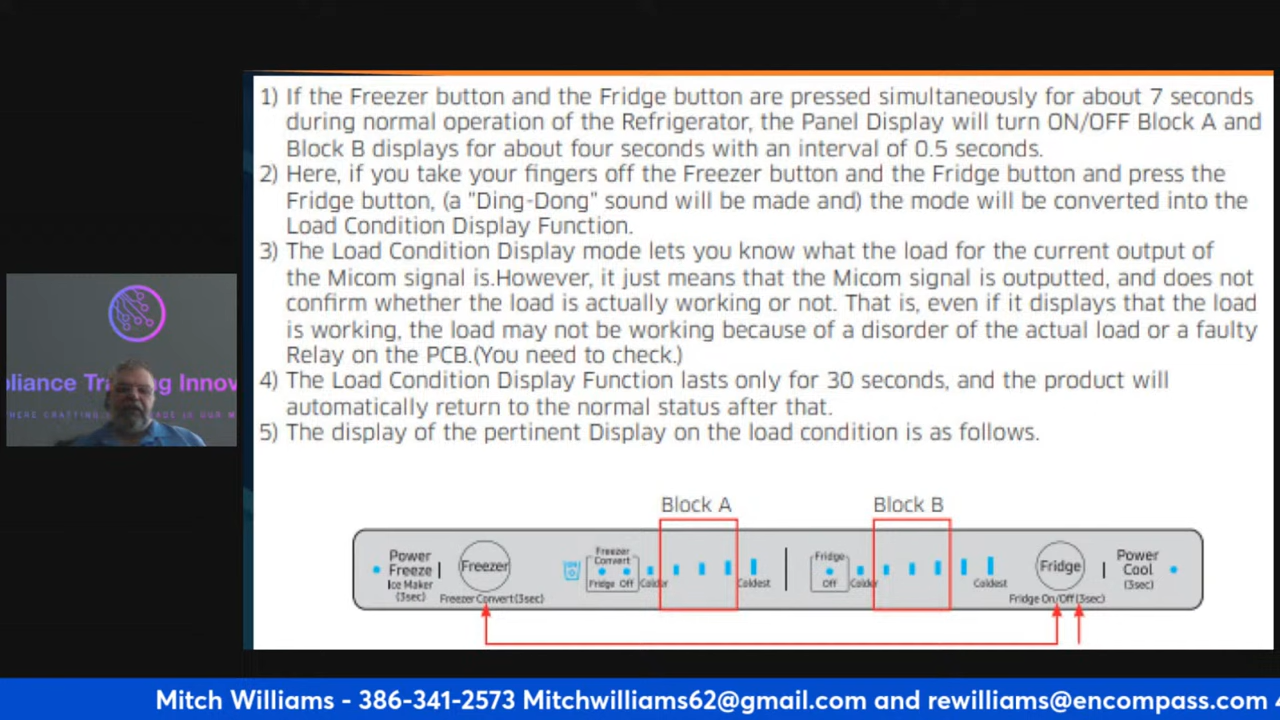 1) If the Freezer button and the Fridge button are pressed simultaneously for about 7 seconds
during normal operation of the Refrigerator, the Panel Display will turn ON/OFF Block A and
Block B displays for about four seconds with an interval of 0.5 seconds.
2) Here, if you take your fingers off the Freezer button and the Fridge button and press the
Fridge button, (a "Ding-Dong" sound will be made and) the mode will be converted into the
Load Condition Display Function.
3) The Load Condition Display mode lets you know what the load for the current output of
the Micom signal is.However, it just means that the Micom signal is outputted, and does not
confirm whether the load is actually working or not. That is, even if it displays that the load
is working, the load may not be working because of a disorder of the actual load or a faulty
Relay on the PCB.(You need to check.)
4) The Load Condition Display Function lasts only for 30 seconds, and the product will
automatically return to the normal status after that.
5) The display of the pertinent Display on the load condition is as follows.
Block A
Block B
Power
Freeze
Ice Maker
(3sec)
Freezer
Freezer Convert(3sec)
Freezer
Convert
Fridge Off
Colder
Coldest
Fridge
Off
Colder
Coldest
Fridge
Fridge On/Off(3sec)
Power
Cool
(3sec)
pliance Tr ing Innov
HERE CRAFTING ADE IS OUR M
Mitch Williams - 386-341-2573 Mitchwilliams62@gmail.com and rewilliams@encompass.com